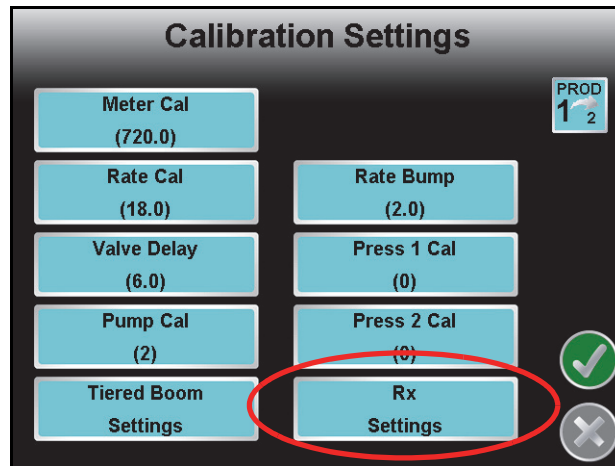 Calibration Settings
PROD
1 2
Meter Cal
(720.0)
Rate Cal
(18.0)
Rate Bump
(2.0)
Valve Delay
(6.0)
Press 1 Cal
(0)
Pump Cal
(2)
Press 2 Cal
(0)
Tiered Boom
Settings
Rx
Settings